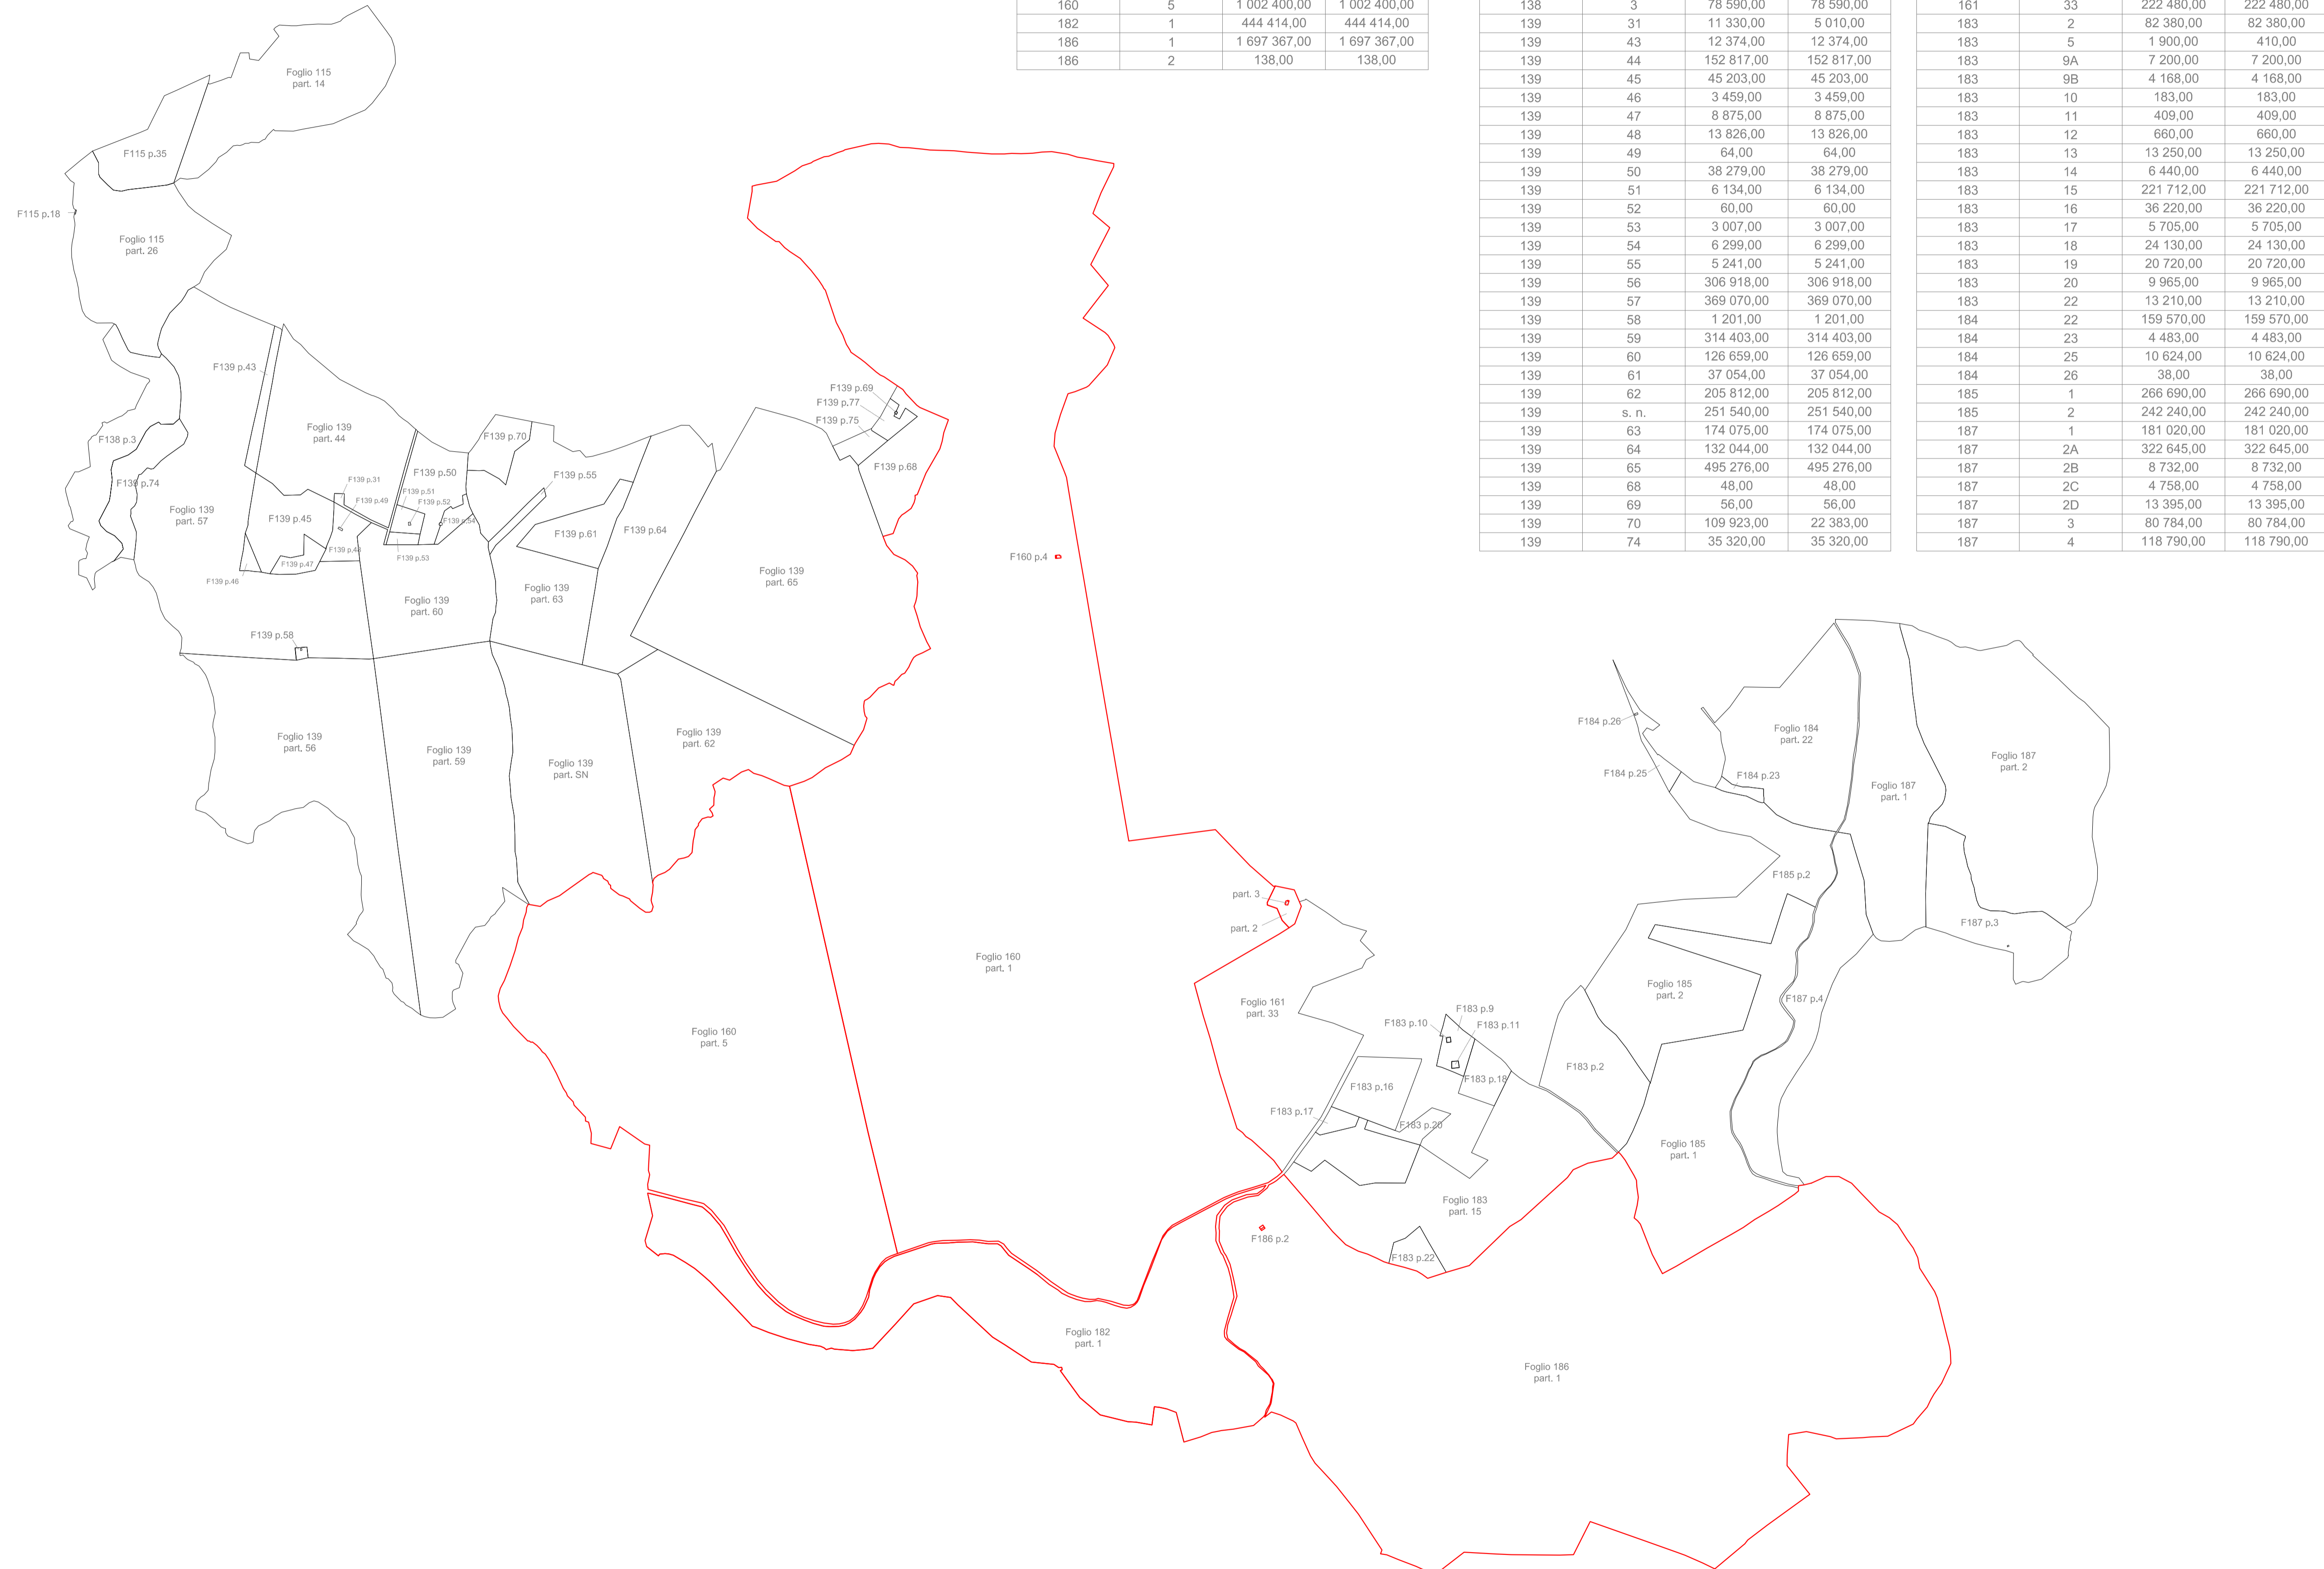 160 5 1 002 400,00 1 002 400,00
182 1 444 414,00 444 414,00
186 1 1 697 367,00 1 697 367,00
186 2 138,00 138,00
138 3 78 590,00 78 590,00
139 31 11 330,00 5 010,00
139 43 12 374,00 12 374,00
139 44 152 817,00 152 817,00
139 45 45 203,00 45 203,00
139 46 3 459,00 3 459,00
139 47 8 875,00 8 875,00
139 48 13 826,00 13 826,00
139 49 64,00 64,00
139 50 38 279,00 38 279,00
139 51 6 134,00 6 134,00
139 52 60,00 60,00
139 53 3 007,00 3 007,00
139 54 6 299,00 6 299,00
139 55 5 241,00 5 241,00
139 56 306 918,00 306 918,00
139 57 369 070,00 369 070,00
139 58 1 201,00 1 201,00
139 59 314 403,00 314 403,00
139 60 126 659,00 126 659,00
139 61 37 054,00 37 054,00
139 62 205 812,00 205 812,00
139 s. n. 251 540,00 251 540,00
139 63 174 075,00 174 075,00
139 64 132 044,00 132 044,00
139 65 495 276,00 495 276,00
139 68 48,00 48,00
139 69 56,00 56,00
139 70 109 923,00 22 383,00
139 74 35 320,00 35 320,00
161 33 222 480,00 222 480,00
183 2 82 380,00 82 380,00
183 5 1 900,00 410,00
183 9A 7 200,00 7 200,00
183 9B 4 168,00 4 168,00
183 10 183,00 183,00
183 11 409,00 409,00
183 12 660,00 660,00
183 13 13 250,00 13 250,00
183 14 6 440,00 6 440,00
183 15 221 712,00 221 712,00
183 16 36 220,00 36 220,00
183 17 5 705,00 5 705,00
183 18 24 130,00 24 130,00
183 19 20 720,00 20 720,00
183 20 9 965,00 9 965,00
183 22 13 210,00 13 210,00
184 22 159 570,00 159 570,00
184 23 4 483,00 4 483,00
184 25 10 624,00 10 624,00
184 26 38,00 38,00
185 1 266 690,00 266 690,00
185 2 242 240,00 242 240,00
187 1 181 020,00 181 020,00
187 2A 322 645,00 322 645,00
187 2B 8 732,00 8 732,00
187 2C 4 758,00 4 758,00
187 2D 13 395,00 13 395,00
187 3 80 784,00 80 784,00
187 4 118 790,00 118 790,00
Foglio 115
part. 14
F115 p.35
F115 p.18
Foglio 115
part. 26
F139 p.43
F138 p.3
F139 p.74
Foglio 139
part. 57
Foglio 139
part. 44
F139 p.70
F139 p.50
F139 p.55
F139 p.31
F139 p.49
F139 p.51
F139 p.52
F139 p.54
F139 p.45
F139 p.48
F139 p.53
F139 p.47
F139 p.46
F139 p.61
F139 p.64
F139 p.69
F139 p.77
F139 p.75
F139 p.68
Foglio 139
part. 65
Foglio 139
part. 60
Foglio 139
part. 63
F139 p.58
Foglio 139
part. 56
Foglio 139
part. 59
Foglio 139
part. SN
Foglio 139
part. 62
F160 p.4
part. 3
part. 2
Foglio 160
part. 1
Foglio 160
part. 5
Foglio 161
part. 33
F184 p.26
F184 p.25
Foglio 184
part. 22
F184 p.23
Foglio 187
part. 1
Foglio 187
part. 2
F185 p.2
F187 p.3
Foglio 185
part. 2
F187 p.4
F183 p.9
F183 p.10
F183 p.11
F183 p.2
F183 p.16
F183 p.18
F183 p.17
F183 p.20
Foglio 185
part. 1
Foglio 183
part. 15
F186 p.2
F183 p.22
Foglio 182
part. 1
Foglio 186
part. 1